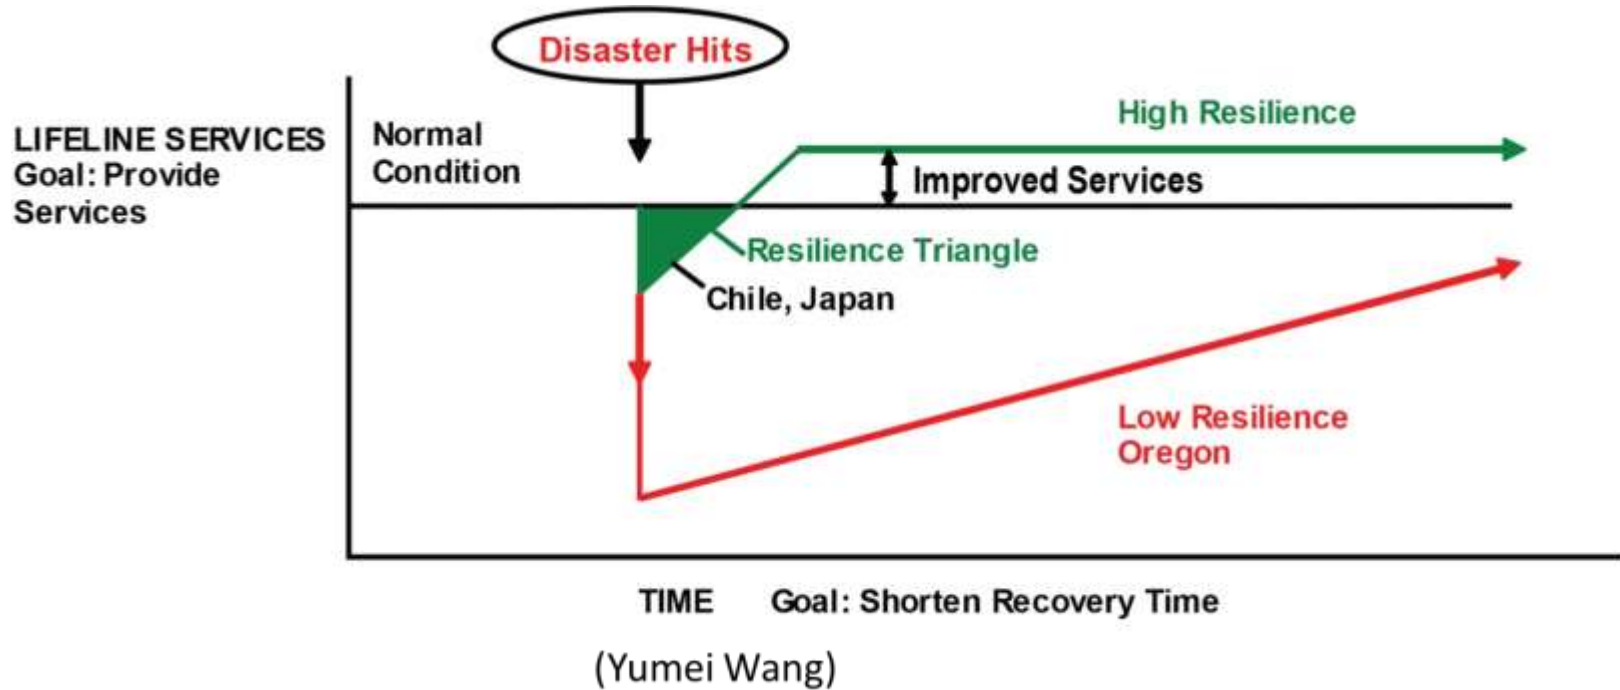 Disaster Hits
LIFELINE SERVICES
Goal: Provide
Services
Normal
Condition
High Resilience
Improved Services
Resilience Triangle
Chile, Japan
Low Resilience
Oregon
TIME Goal: Shorten Recovery Time
(Yumei Wang)